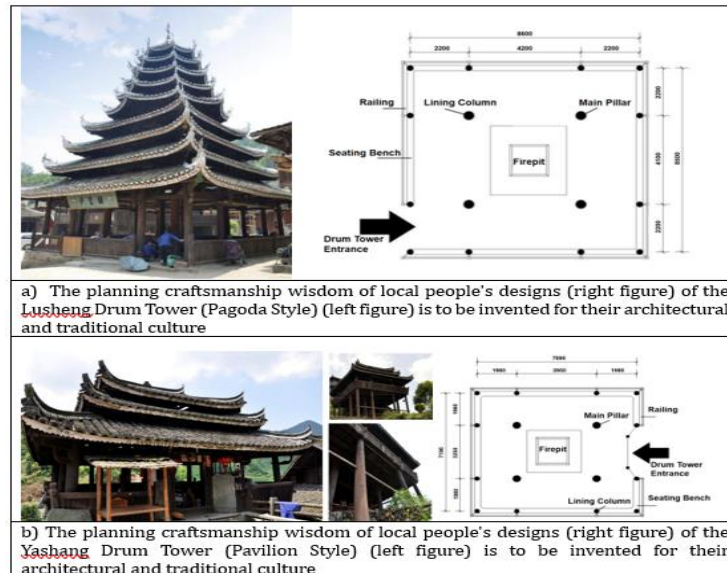 8600
2200 4200 2200
Railing Lining Column Main Pillar
2200
Seating Bench
Firepit
4100 8500
2200
Drum Tower
Entrance
a) The planning craftsmanship wisdom of local people's designs (right figure) of the
Lusheng Drum Tower (Pagoda Style) (left figure) is to be invented for their architectural
and traditional culture
Main Pillar Railing
Firepit
7100
Drum Tower
Entrance
Lining Column Seating Bench
b) The planning craftsmanship wisdom of local people's designs (right figure) of the
Yashang Drum Tower (Pavilion Style) (left figure) is to be invented for their
architectural and traditional culture